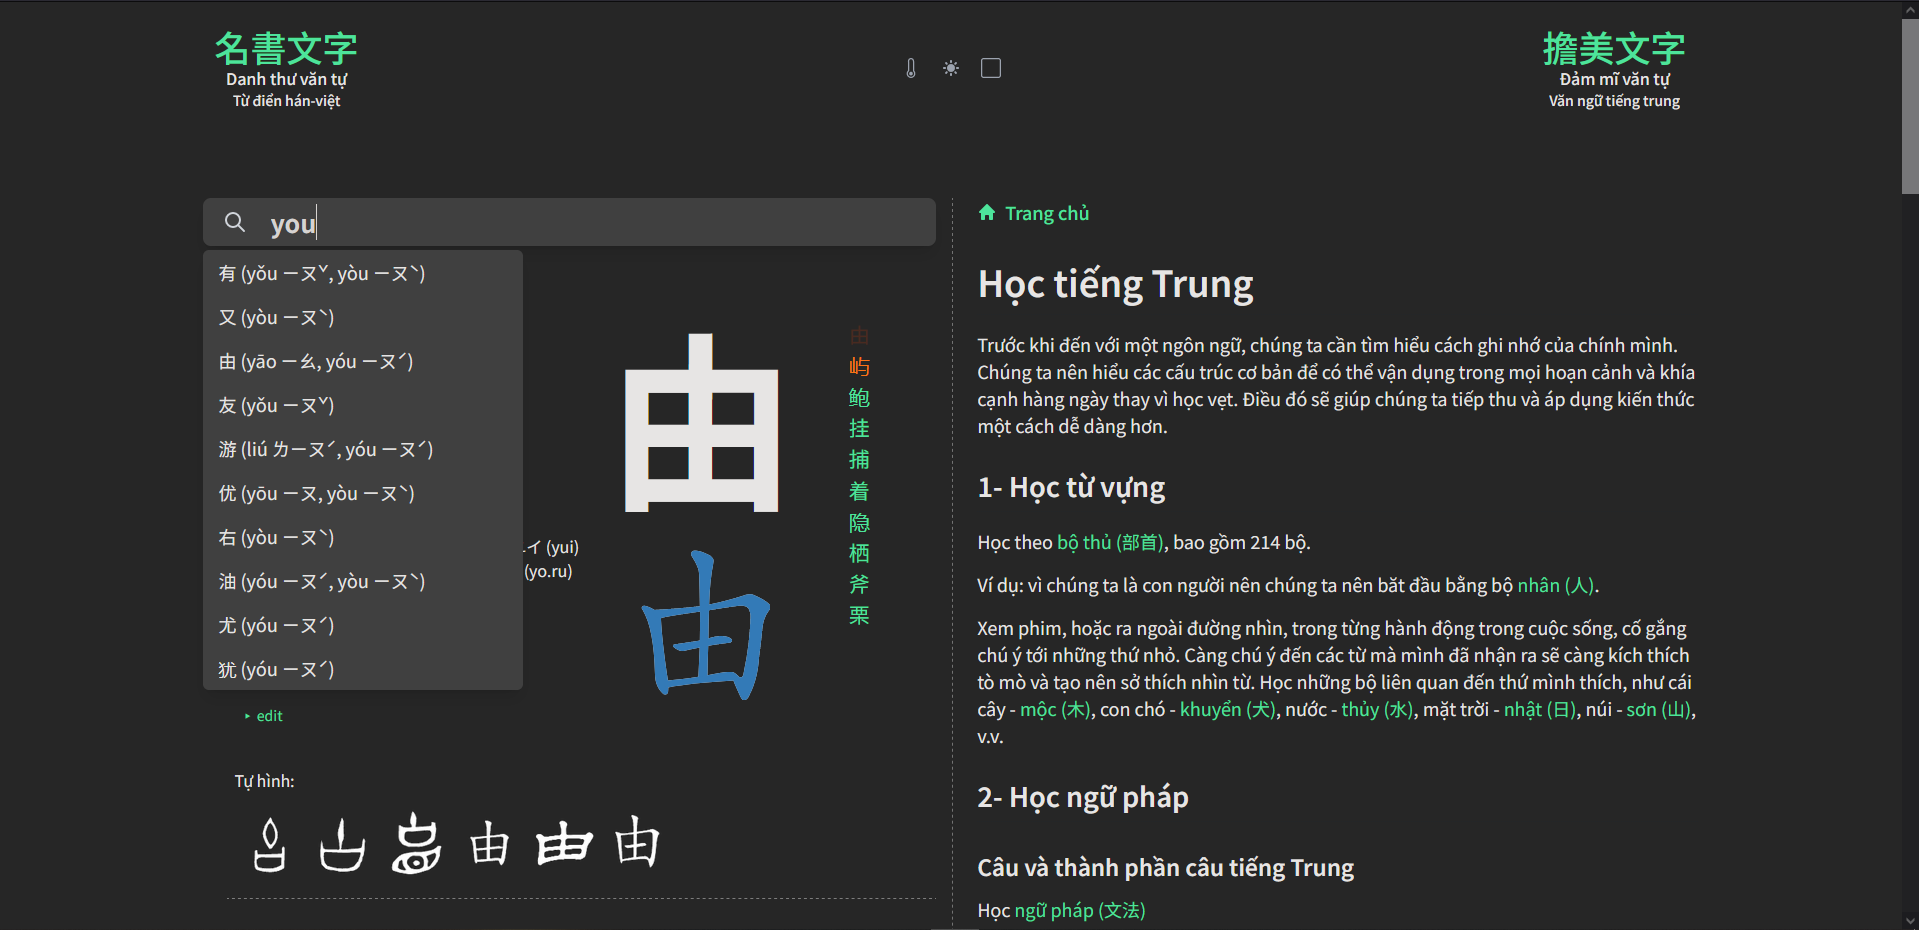 名書文字
Danh thư văn tự
Từ điển hán-việt
擔美文字
Đảm mĩ văn tự
Văn ngữ tiếng trung
you
有 (yǒu ㄧㄡˇ, yòu ㄧㄡˋ)
又 (yòu ㄧㄡˋ)
由 (yāo ㄧㄠ, yóu ㄧㄡˊ)
友 (yǒu ㄧㄡˇ)
游 (liú ㄌㄧㄡˊ, yóu ㄧㄡˊ)
优 (yōu ㄧㄡ, yòu ㄧㄡˋ)
右 (yòu ㄧㄡˋ)
油 (yóu ㄧㄡˊ, yòu ㄧㄡˋ)
尤 (yóu ㄧㄡˊ)
犹 (yóu ㄧㄡˊ)
イ (yui)
(yo.ru)
edit
由
由
由
屿
鲍
挂
捕
着
隐
栖
斧
栗
Tự hình:
由 由 由
Trang chủ
Học tiếng Trung
Trước khi đến với một ngôn ngữ, chúng ta cần tìm hiểu cách ghi nhớ của chính mình.
Chúng ta nên hiểu các cấu trúc cơ bản để có thể vận dụng trong mọi hoạn cảnh và khía
cạnh hàng ngày thay vì học vẹt. Điều đó sẽ giúp chúng ta tiếp thu và áp dụng kiến thức
một cách dễ dàng hơn.
1- Học từ vựng
Học theo bộ thủ (部首), bao gồm 214 bộ.
Ví dụ: vì chúng ta là con người nên chúng ta nên băt đầu bằng bộ nhân (人).
Xem phim, hoặc ra ngoài đường nhìn, trong từng hành động trong cuộc sống, cố gắng
chú ý tới những thứ nhỏ. Càng chú ý đến các từ mà mình đã nhận ra sẽ càng kích thích
tò mò và tạo nên sở thích nhìn từ. Học những bộ liên quan đến thứ mình thích, như cái
cây - mộc (木), con chó - khuyển (犬), nước - thủy (水), mặt trời - nhật (日), núi - sơn (山),
v.v.
2- Học ngữ pháp
Câu và thành phần câu tiếng Trung
Học ngữ pháp (文法)